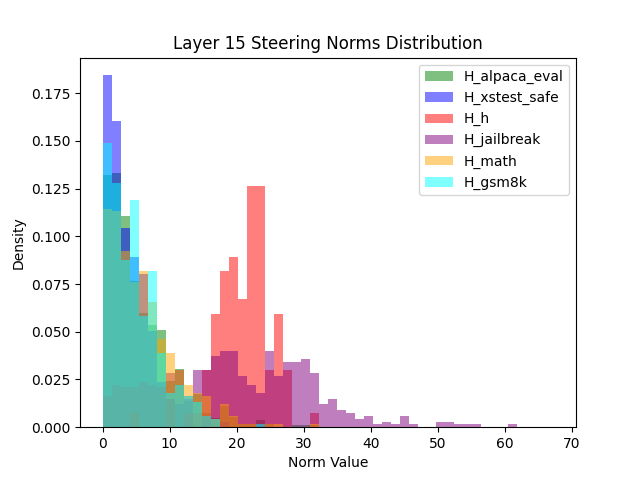 Layer 15 Steering Norms Distribution
H_alpaca_eval
H_xstest_safe
H_h
H_jailbreak
H_math
H_gsm8k
Density
0.175
0.150
0.125
0.100
0.075
0.050
0.025
0.000
0 10 20 30 40 50 60 70
Norm Value